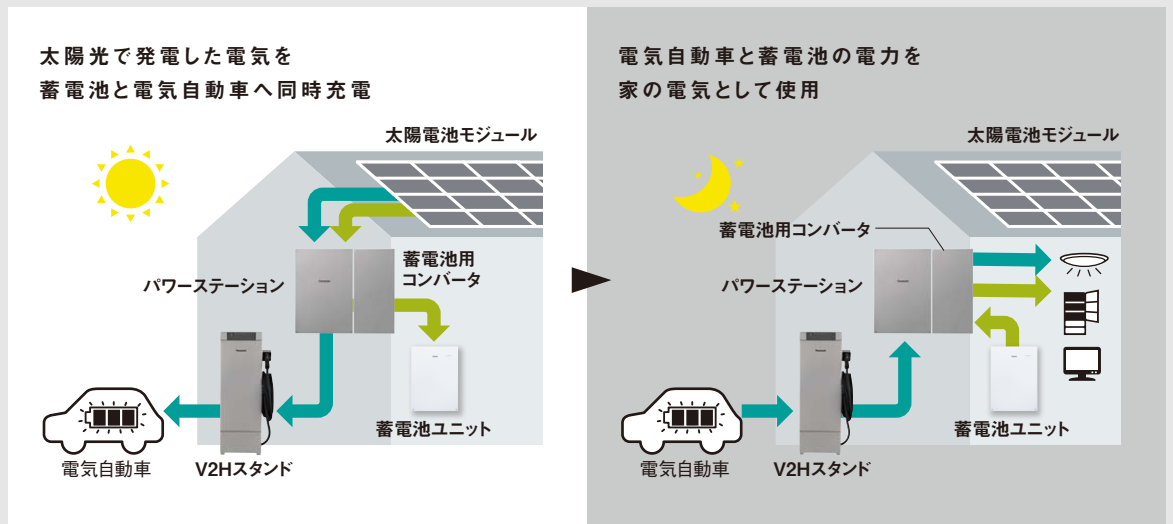 太陽光で発電した電気を
蓄電池と電気自動車へ同時充電
太陽電池モジュール
蓄電池用
コンバータ
パワーステーション
Panasonic
Panasonic
蓄電池ユニット
電気自動車
V2Hスタンド
電気自動車と蓄電池の電力を
家の電気として使用
太陽電池モジュール
蓄電池用コンバータ
パワーステーション
Panasonic
Panasonic
蓄電池ユニット
電気自動車
V2Hスタンド